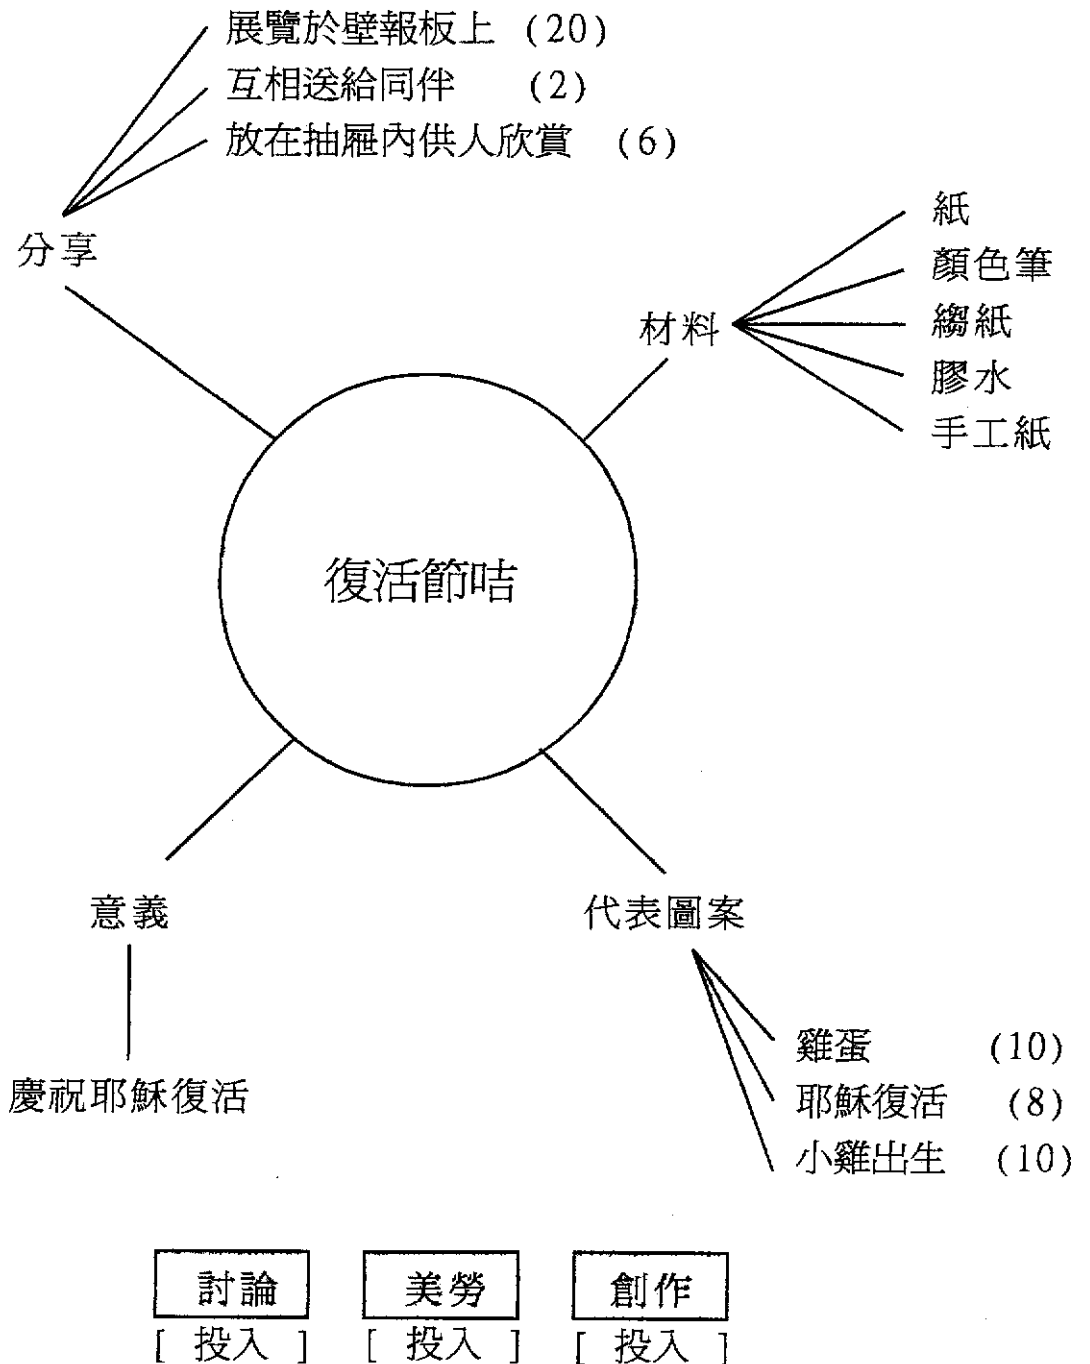 展覽於壁報板上 (20)
互相送給同伴 (2)
放在抽屜內供人欣賞 (6)
分享
紙
顏色筆
材料
縐紙
膠水
手工紙
復活節咭
意義
代表圖案
雞蛋 (10)
慶祝耶穌復活
耶穌復活 (8)
小雞出生 (10)
討論 美勞 創作
[ 投入 ] [ 投入 ] [ 投入 ]